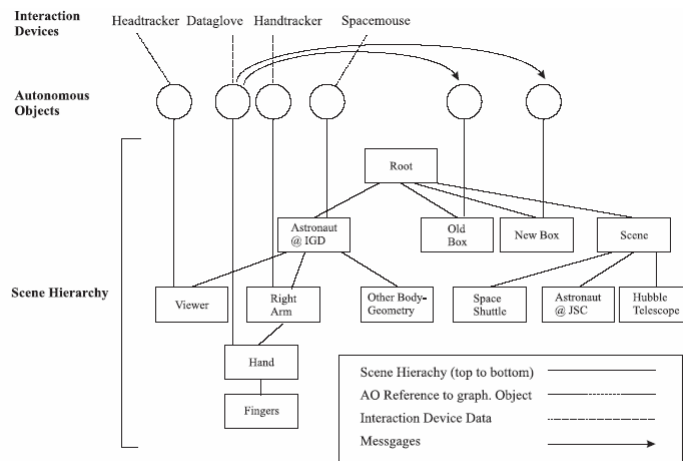 Interaction
Devices
Headtracker Dataglove Handtracker Spacemouse
Autonomous
Objects
Root
Astronaut
@ IGD
Old
Box
New Box
Scene
Scene Hierarchy
Viewer
Right
Arm
Other Body-
Geometry
Space
Shuttle
Astronaut
@ JSC
Hubble
Telescope
Hand
Fingers
Scene Hierachy (top to bottom)
AO Reference to graph. Object
Interaction Device Data
Messgages